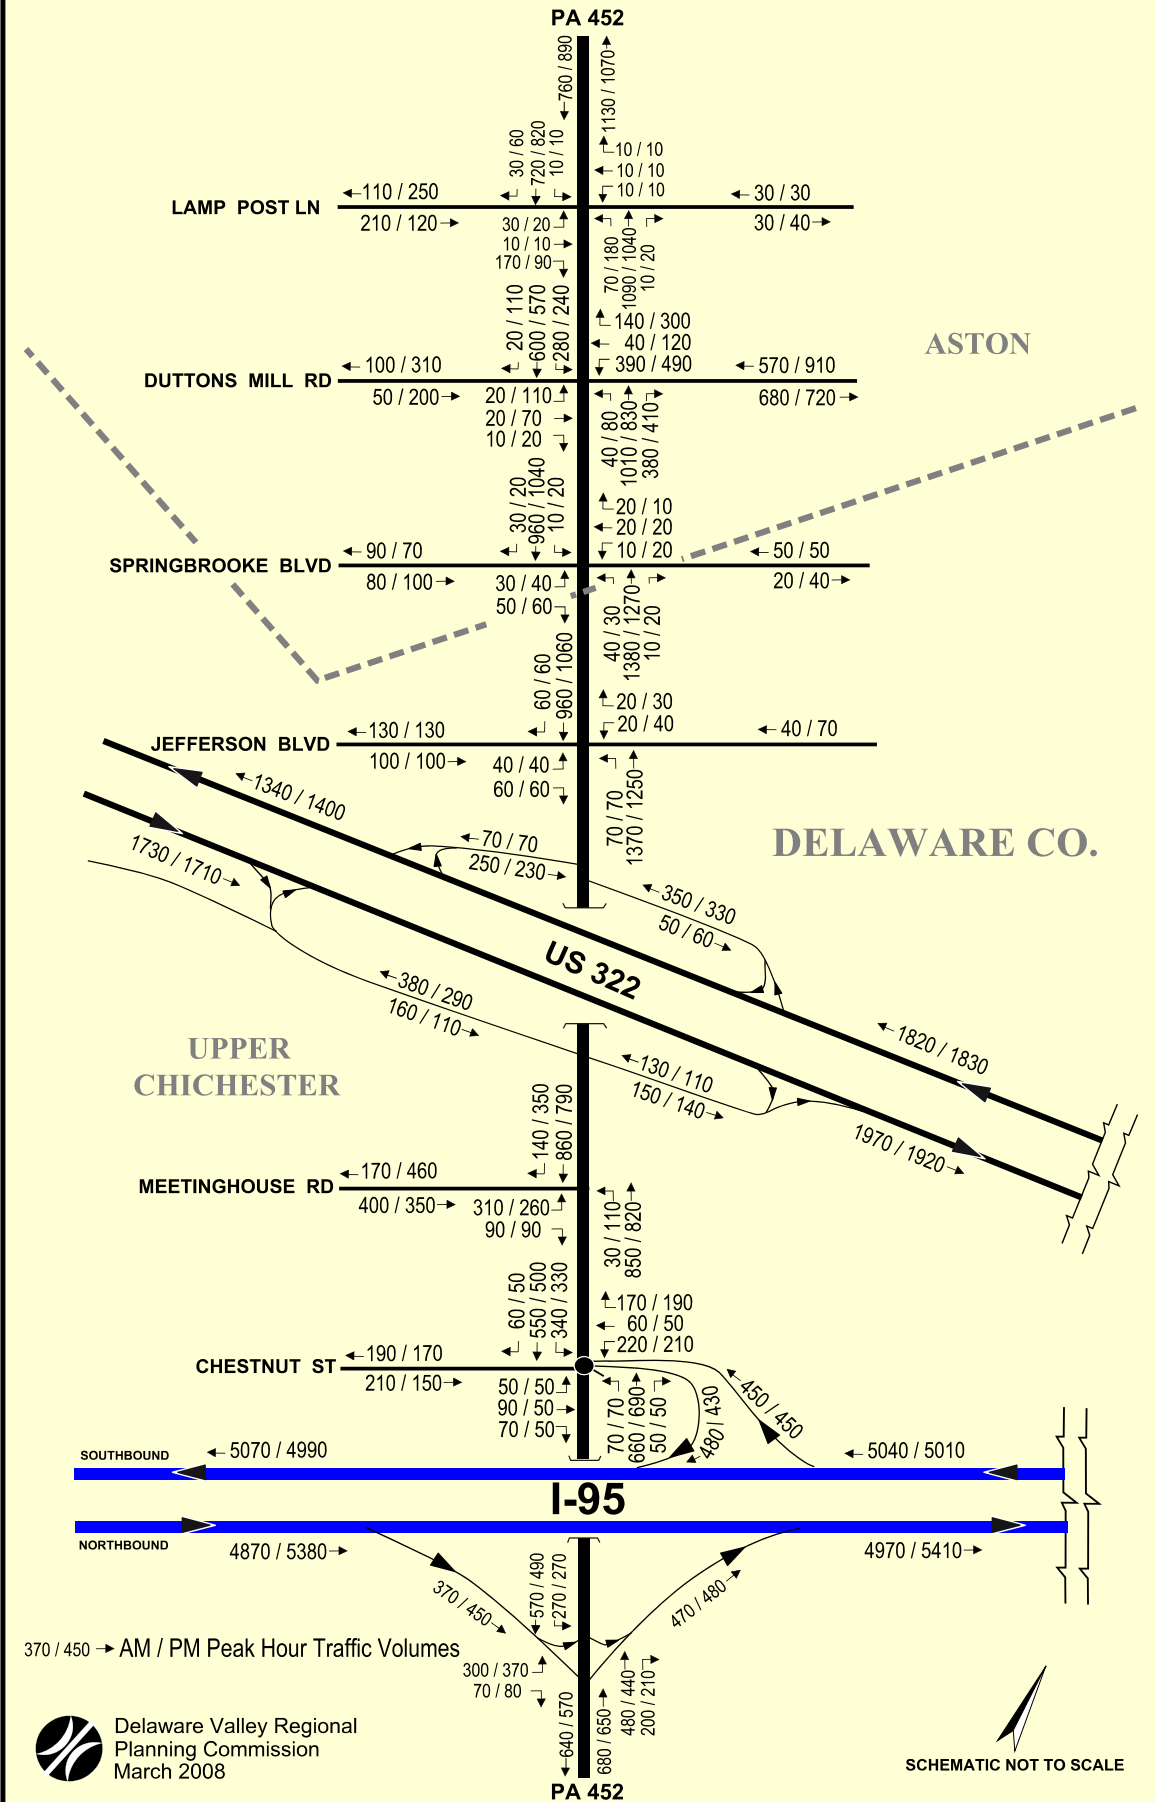 PA 452
760 / 890
1130 / 1070
30 / 60
720 / 820
10 / 10
10 / 10
10 / 10
10 / 10
LAMP POST LN
110 / 250
210 / 120
30 / 30
30 / 40
30 / 20
10 / 10
170 / 90
70 / 180
1090 / 1040
10 / 20
20 / 110
600 / 570
280 / 240
140 / 300
40 / 120
390 / 490
ASTON
DUTTONS MILL RD
100 / 310
50 / 200
570 / 910
680 / 720
20 / 110
20 / 70
10 / 20
40 / 80
1010 / 830
380 / 410
30 / 20
960 / 1040
10 / 20
20 / 10
20 / 20
10 / 20
SPRINGBROOKE BLVD
90 / 70
80 / 100
50 / 50
20 / 40
30 / 40
50 / 60
40 / 30
1380 / 1270
10 / 20
60 / 60
960 / 1060
20 / 30
20 / 40
JEFFERSON BLVD
130 / 130
100 / 100
40 / 70
40 / 40
60 / 60
70 / 70
1370 / 1250
1340 / 1400
1730 / 1710
70 / 70
250 / 230
DELAWARE CO.
350 / 330
50 / 60
US 322
380 / 290
160 / 110
1820 / 1830
UPPER
CHICHESTER
130 / 110
150 / 140
1970 / 1920
140 / 350
860 / 790
MEETINGHOUSE RD
170 / 460
400 / 350
310 / 260
90 / 90
30 / 110
850 / 820
60 / 50
550 / 500
340 / 330
170 / 190
60 / 50
220 / 210
CHESTNUT ST
190 / 170
210 / 150
50 / 50
90 / 50
70 / 50
70 / 70
660 / 690
50 / 50
480 / 430
450 / 450
SOUTHBOUND
5070 / 4990
5040 / 5010
I-95
NORTHBOUND
4870 / 5380
4970 / 5410
370 / 450
570 / 490
270 / 270
470 / 480
370 / 450 AM / PM Peak Hour Traffic Volumes
300 / 370
70 / 80
480 / 440
200 / 210
640 / 570
680 / 650
Delaware Valley Regional
Planning Commission
March 2008
SCHEMATIC NOT TO SCALE
PA 452